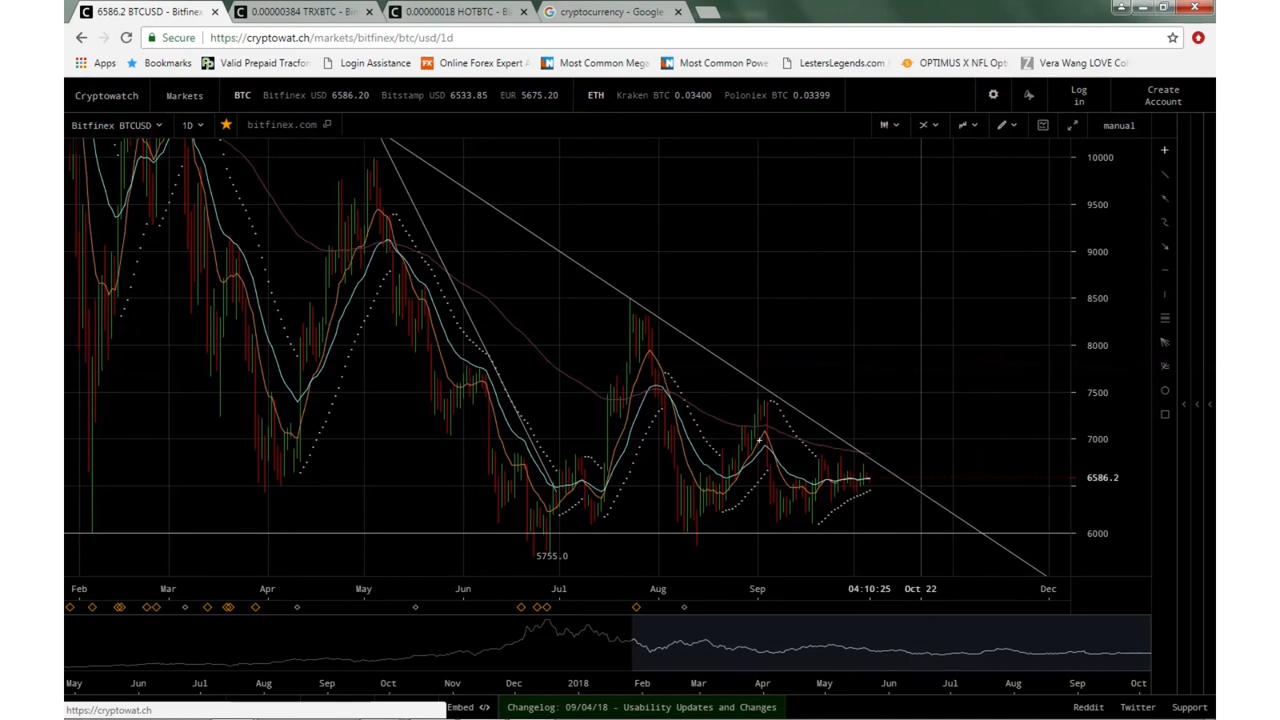 6586.2 BTCUSD - Bitfinex
0.00000384 TRXBTC - Bin
0.00000018 HOTBTC - Bi
cryptocurrency - Google
Secure
https://cryptowat.ch/markets/bitfinex/btc/usd/1d
Apps
Bookmarks
Valid Prepaid Tracfon
Login Assistance
Online Forex Expert A
Most Common Mega
Most Common Powe
LestersLegends.com
OPTIMUS X NFL Opti
Vera Wang LOVE Col
Cryptowatch
Markets
BTC Bitfinex USD 6586.20 Bitstamp USD 6533.85 EUR 5675.20
ETH Kraken BTC 0.03400 Poloniex BTC 0.03399
Log in
Create Account
Bitfinex BTCUSD
1D
bitfinex.com
manual
10000
9500
9000
8500
8000
7500
7000
6586.2
6000
5755.0
Feb Mar Apr May Jun Jul Aug Sep 04:10:25 Oct 22 Dec
May Jun Jul Aug Sep Oct Nov Dec 2018 Feb Mar Apr May Jun Jul Aug Sep Oct
https://cryptowat.ch
Embed
Changelog: 09/04/18 - Usability Updates and Changes
Reddit Twitter Support